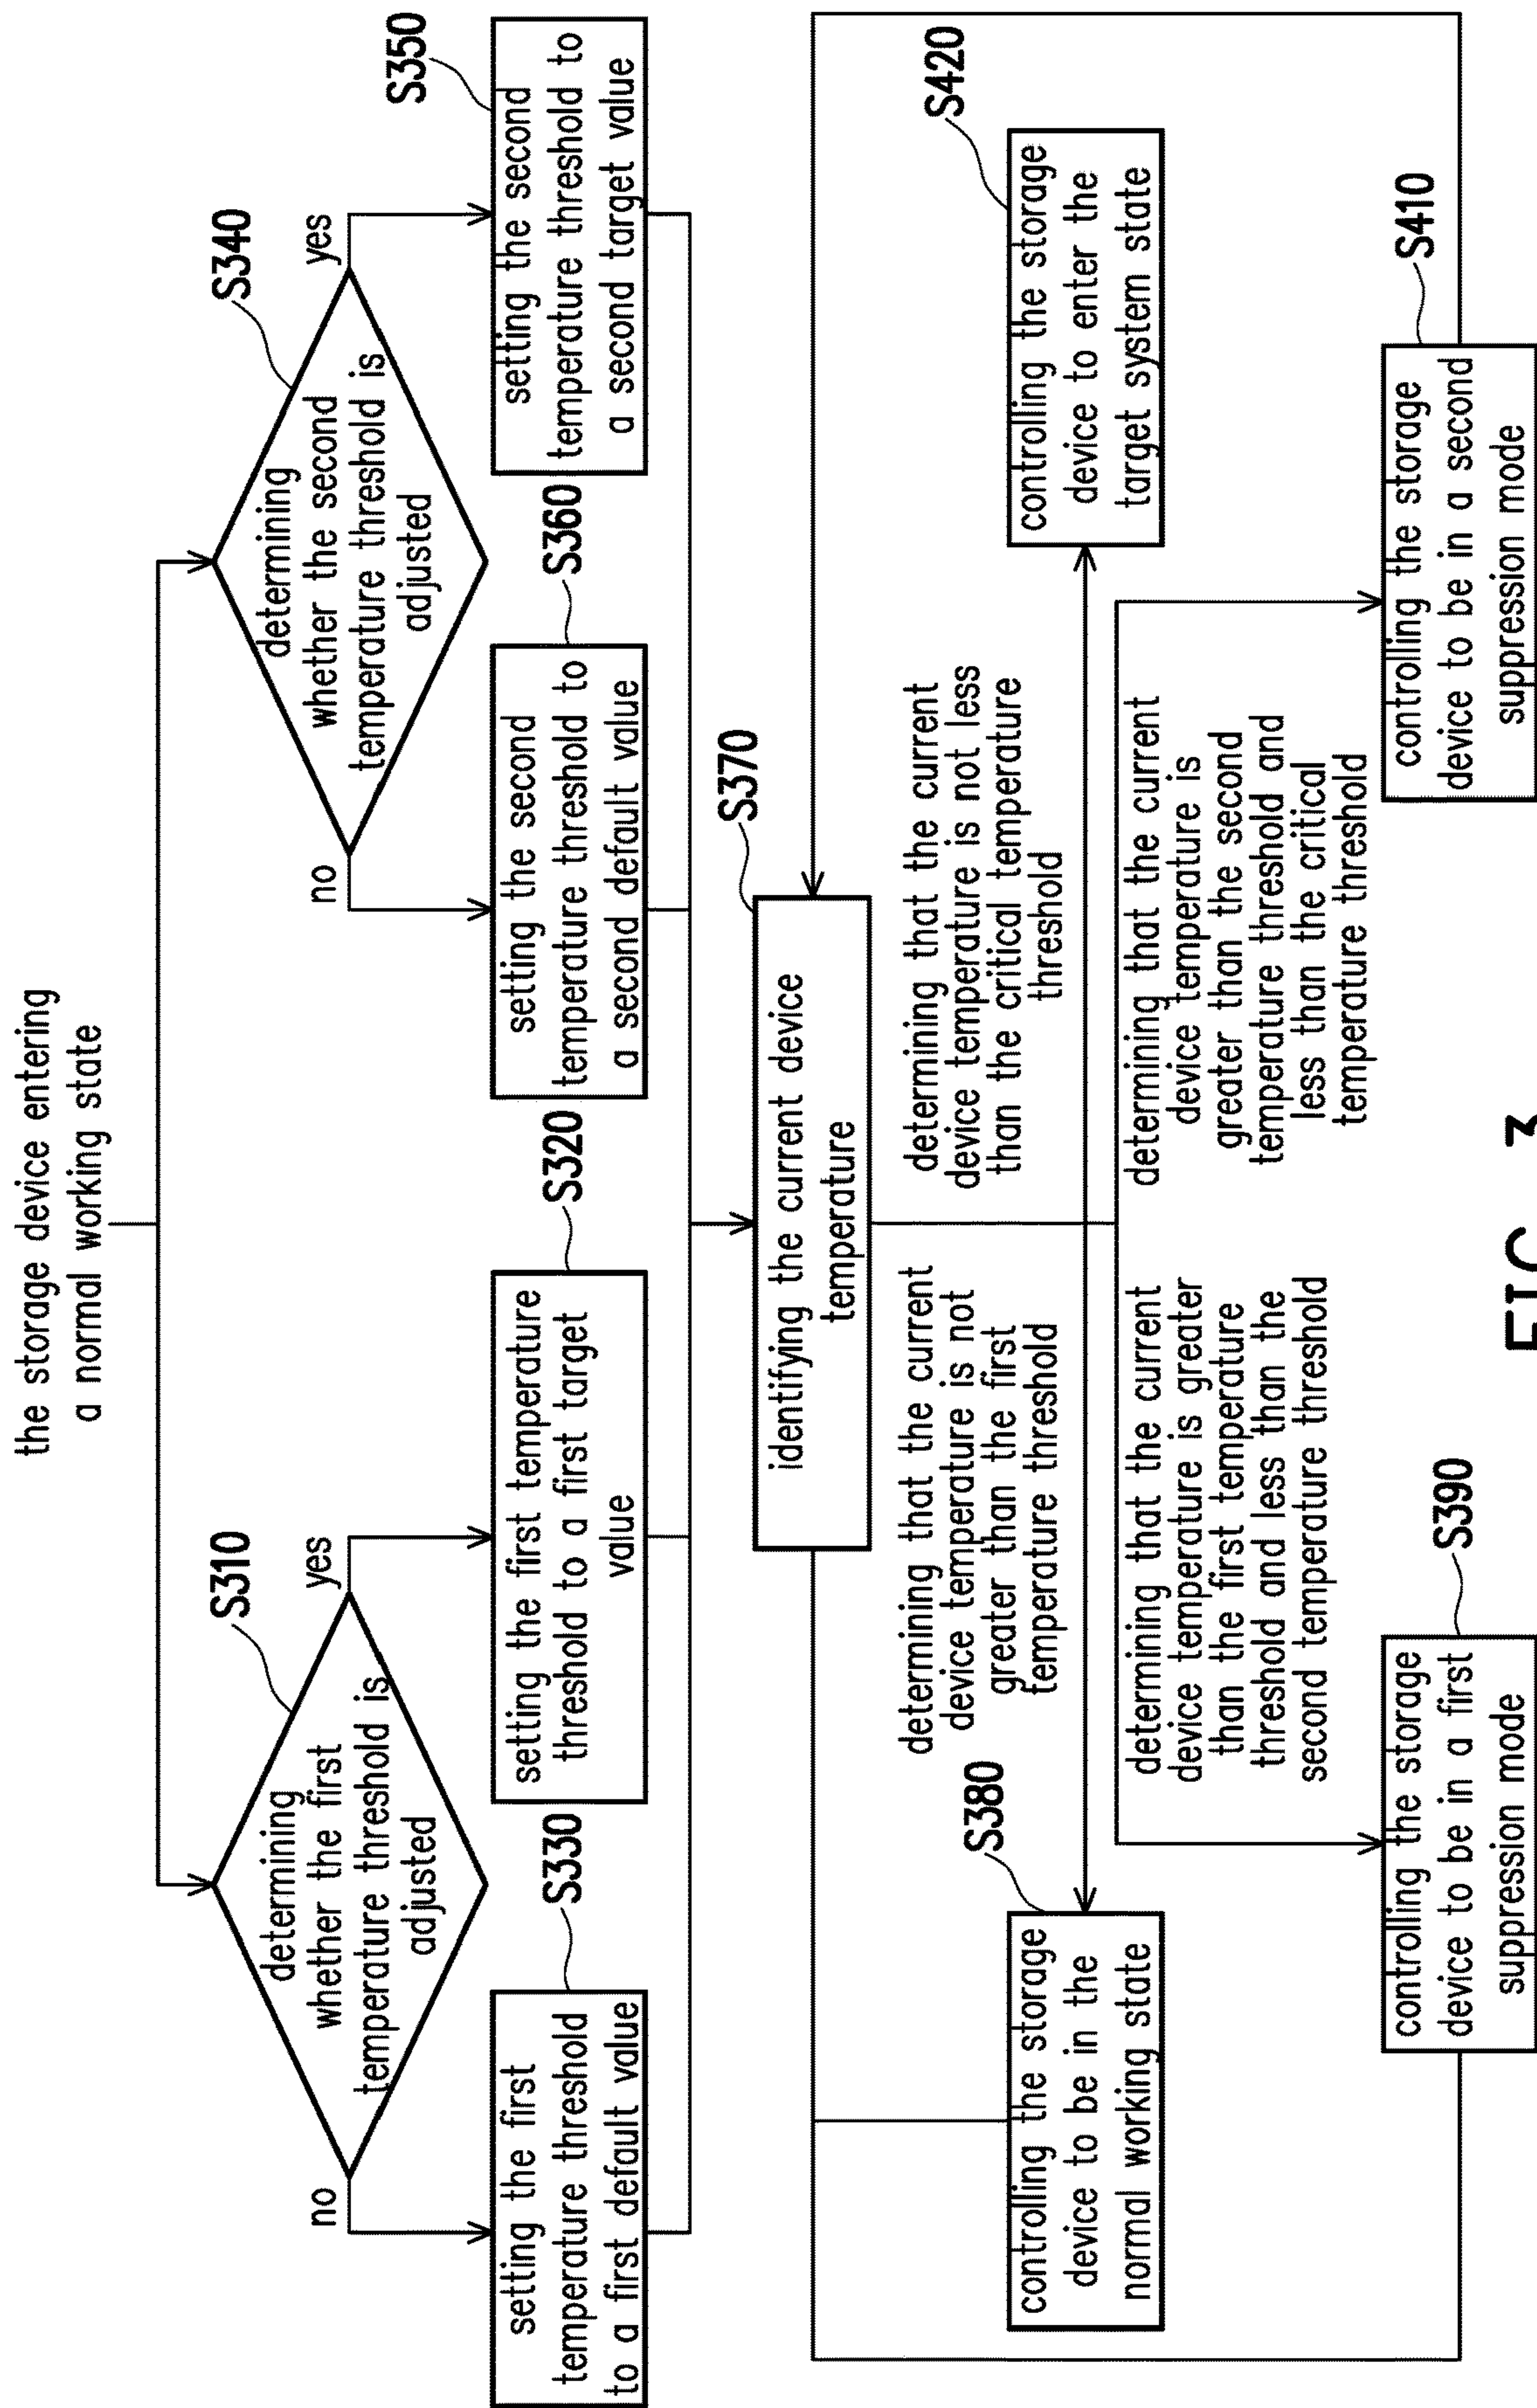 the storage device entering
a normal working state
S310
determining
whether the first
temperature threshold is
adjusted
no
yes
S340
determining
whether the second
temperature threshold is
adjusted
no
yes
S330
setting the first
temperature threshold
to a first default value
S320
setting the first temperature
threshold to a first target
value
S360
setting the second
temperature threshold to
a second default value
S350
setting the second
temperature threshold to
a second target value
S370
identifying the current device
temperature
determining that the current
device temperature is not
greater than the first
temperature threshold
determining that the current
device temperature is not less
than the critical temperature
threshold
S380
controlling the storage
device to be in the
normal working state
S420
controlling the storage
device to enter the
target system state
determining that the current
device temperature is greater
than the first temperature
threshold and less than the
second temperature threshold
determining that the current
device temperature is
greater than the second
temperature threshold and
less than the critical
temperature threshold
S390
controlling the storage
device to be in a first
suppression mode
S410
controlling the storage
device to be in a second
suppression mode
FIG. 3